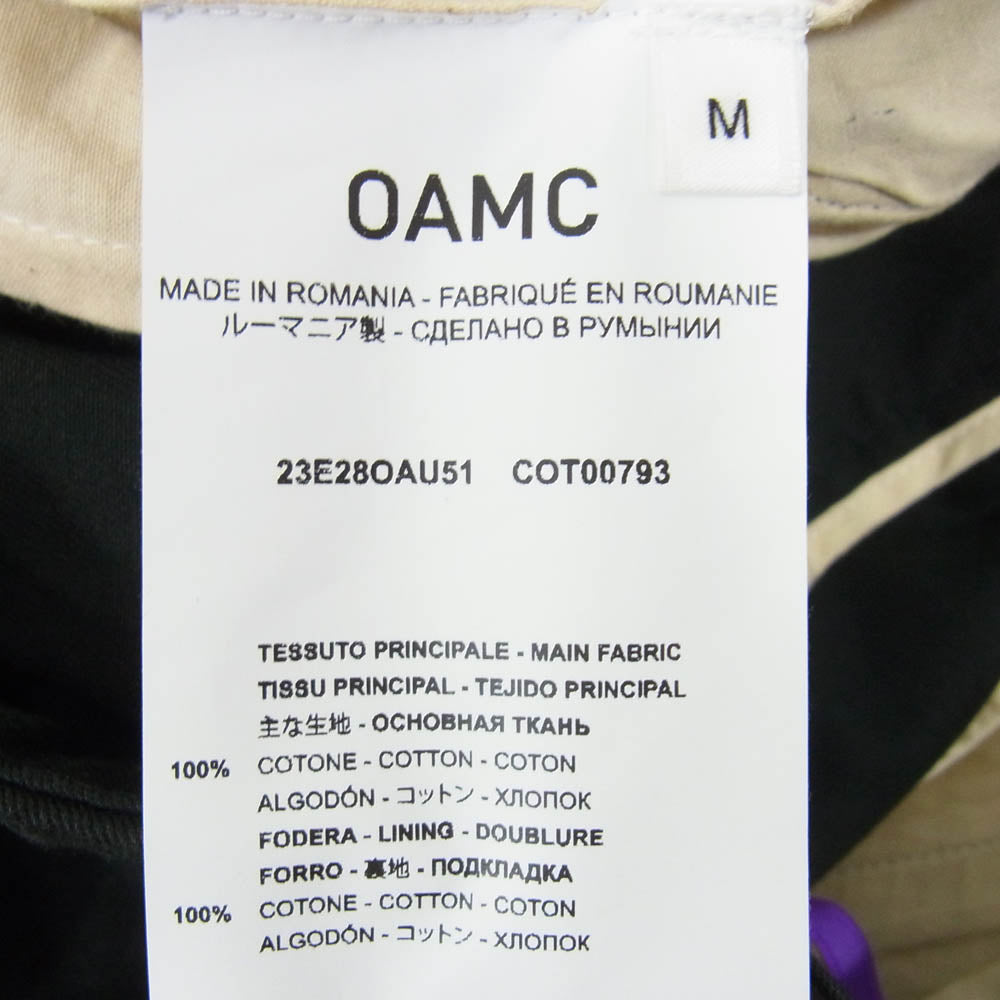 M
OAMC
MADE IN ROMANIA - FABRIQUÉ EN ROUMANIE
ルーマニア製 - СДЕЛАНО В РУМЫНИИ
23E28OAU51 COT00793
TESSUTO PRINCIPALE - MAIN FABRIC
TISSU PRINCIPAL - TEJIDO PRINCIPAL
主な生地 - ОСНОВНАЯ ТКАНЬ
100% COTONE - COTTON - COTON
ALGODÓN - コットン - ХЛОПОК
FODERA - LINING - DOUBLURE
FORRO - 裏地 - ПОДКЛАДКА
100% COTONE - COTTON - COTON
ALGODÓN - コットン - ХЛОПОК